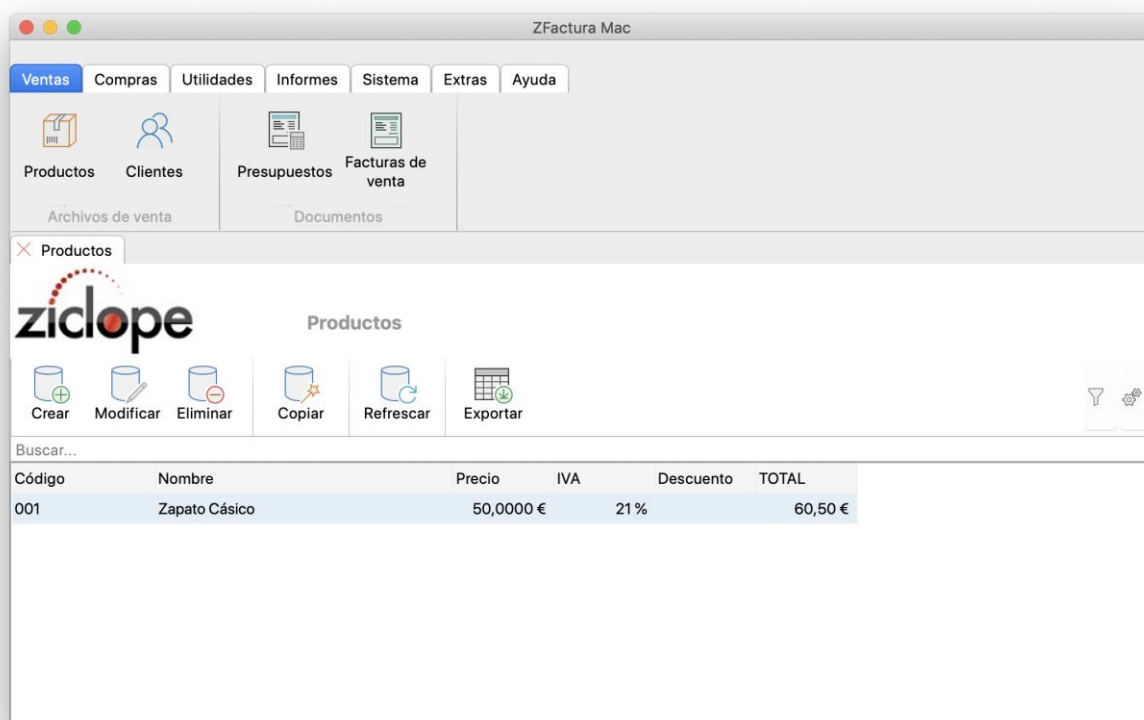 ZFactura Mac
Ventas Compras Utilidades Informes Sistema Extras Ayuda
Productos Clientes Presupuestos Facturas de venta
Archivos de venta Documentos
Productos
ziclope Productos
Crear Modificar Eliminar Copiar Refrescar Exportar
Buscar...
Código Nombre Precio IVA Descuento TOTAL
001 Zapato Cásico 50,0000 € 21 % 60,50 €